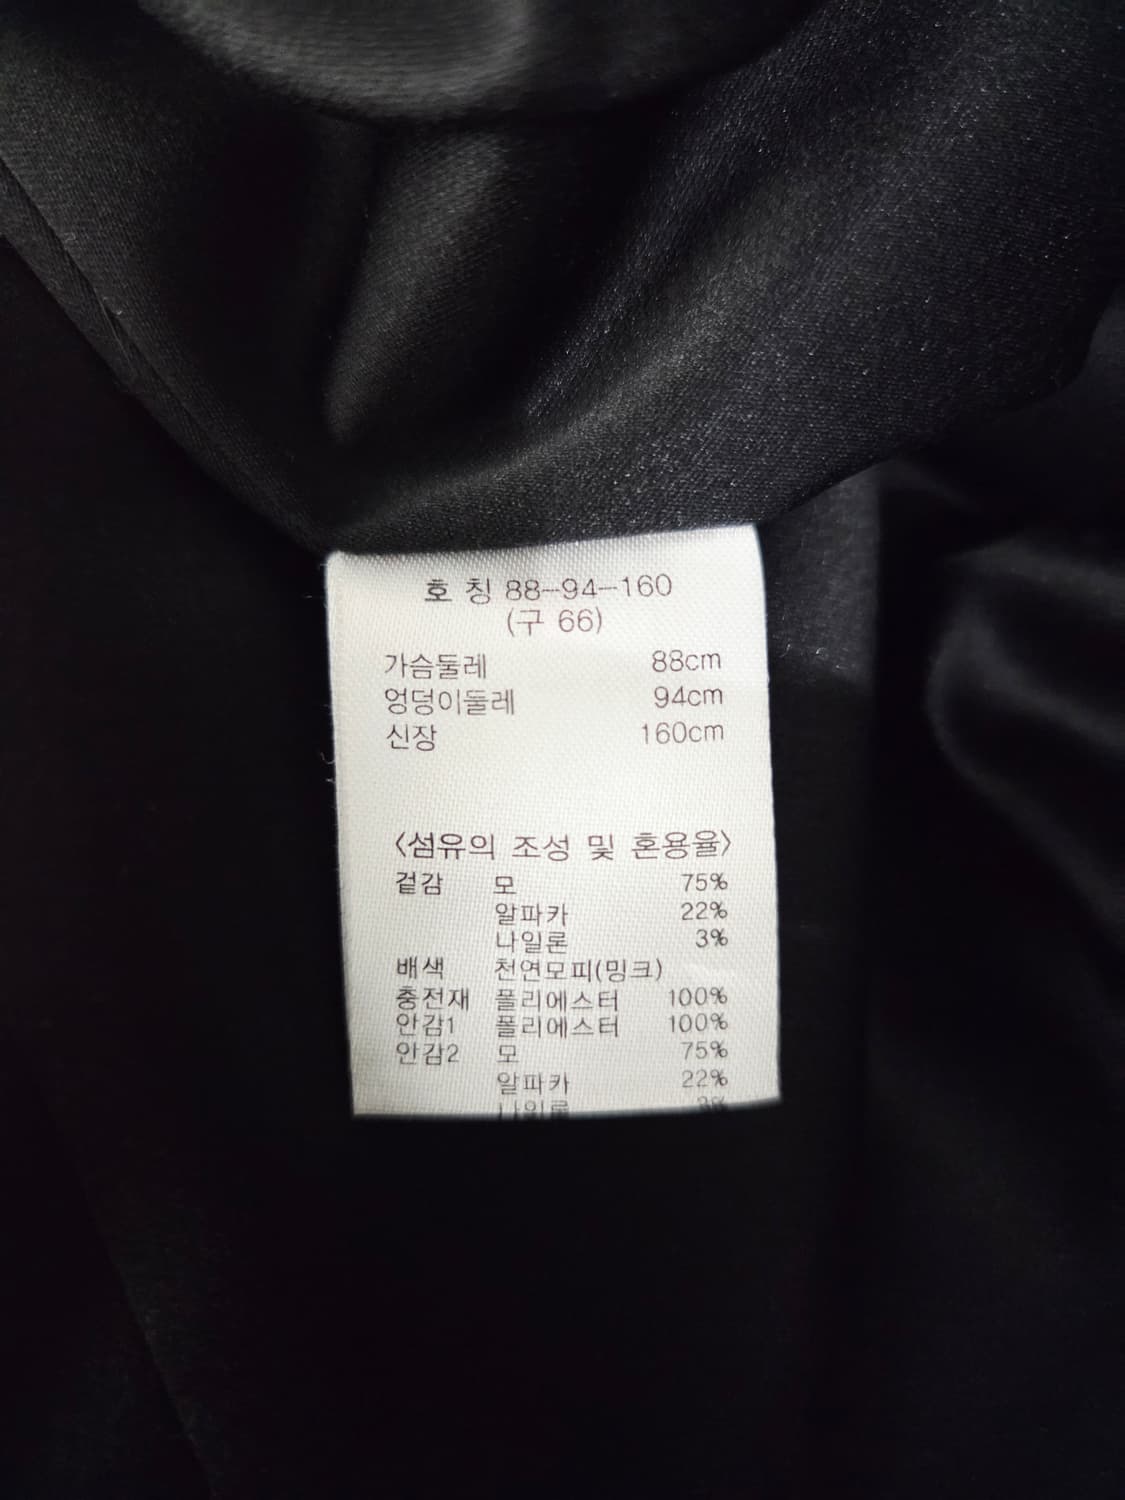 호 칭 88-94-160
(구 66)
가슴둘레 88cm
엉덩이둘레 94cm
신장 160cm
<섬유의 조성 및 혼용율>
겉감 모 75%
알파카 22%
나일론 3%
배색 천연모피(밍크)
충전재 폴리에스터 100%
안감1 폴리에스터 100%
안감2 모 75%
알파카 22%
나일론 3%